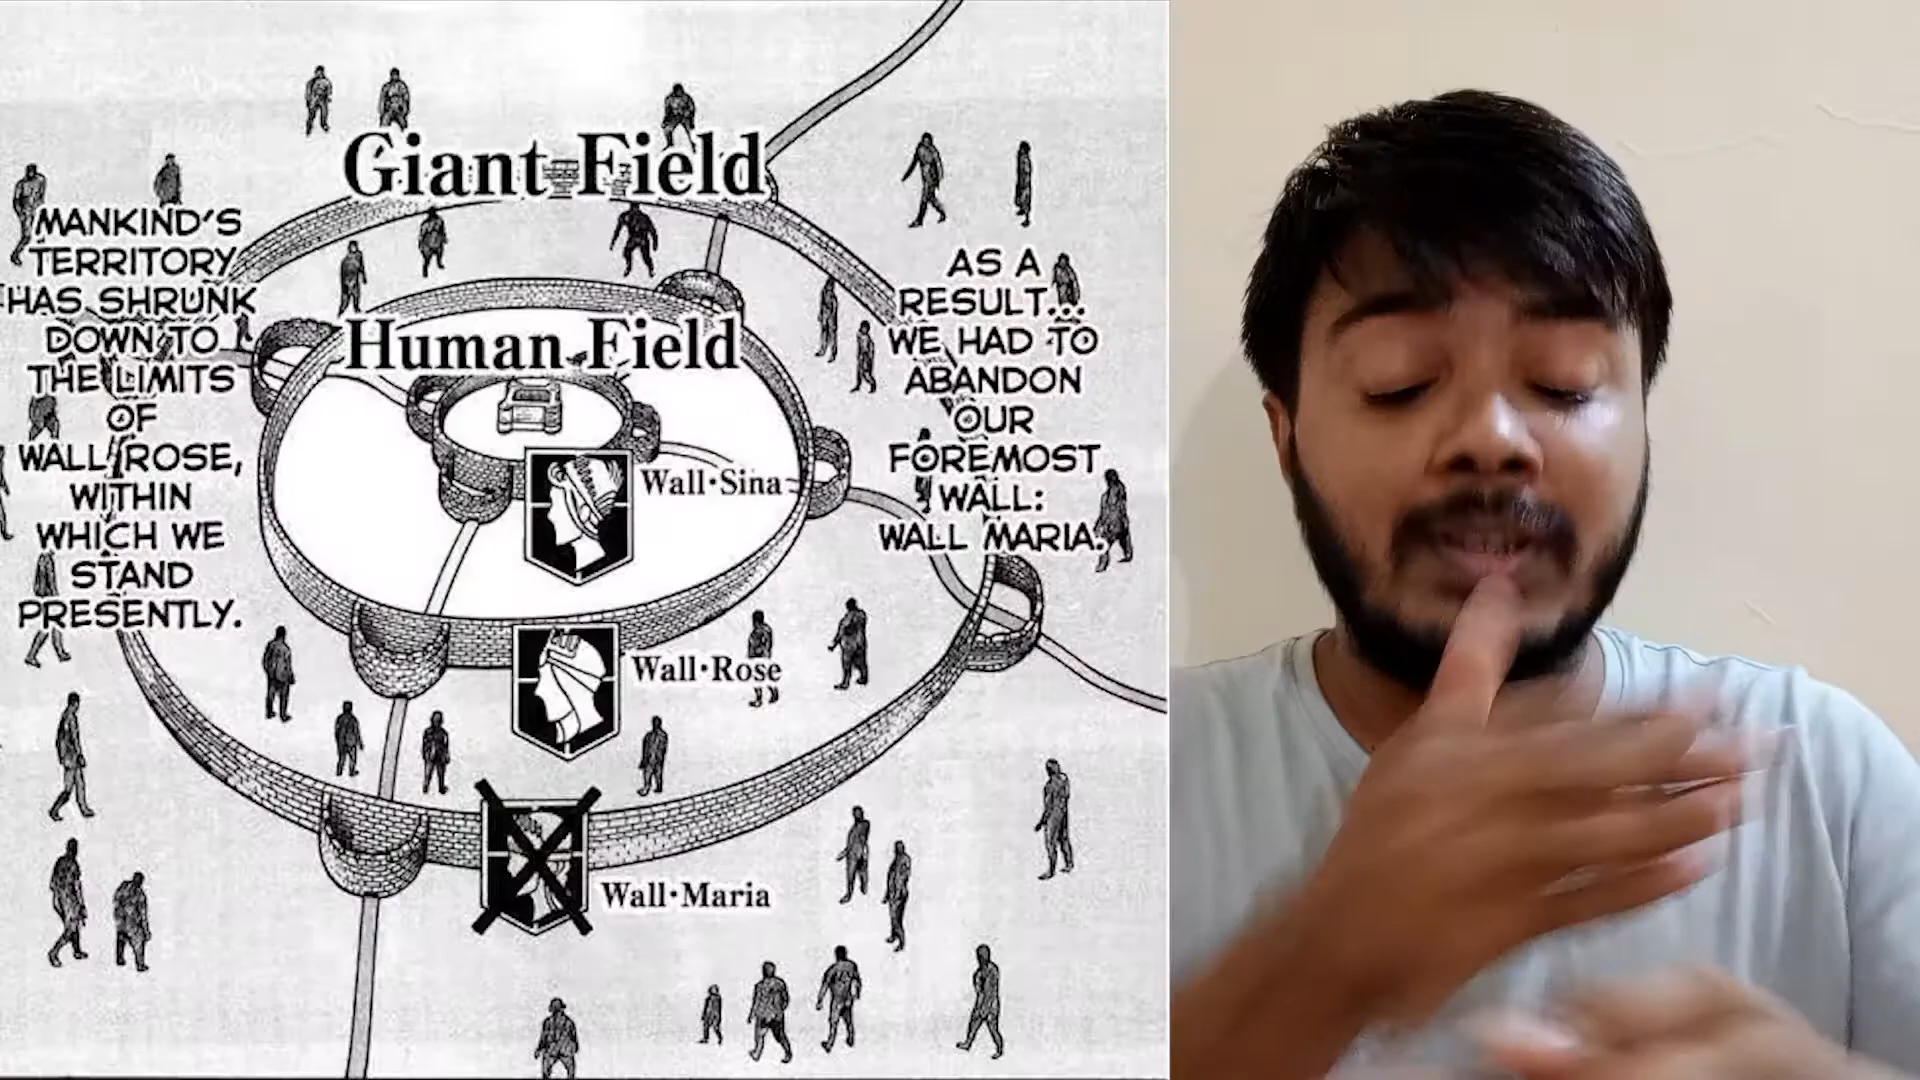 Giant Field
MANKIND'S
TERRITORY
HAS SHRUNK
DOWN TO
THE LIMITS
OF
WALL ROSE,
WITHIN
WHICH WE
STAND
PRESENTLY.
Human Field
AS A
RESULT...
WE HAD TO
ABANDON
OUR
FOREMOST
WALL:
WALL MARIA.
Wall·Sina
Wall·Rose
Wall·Maria